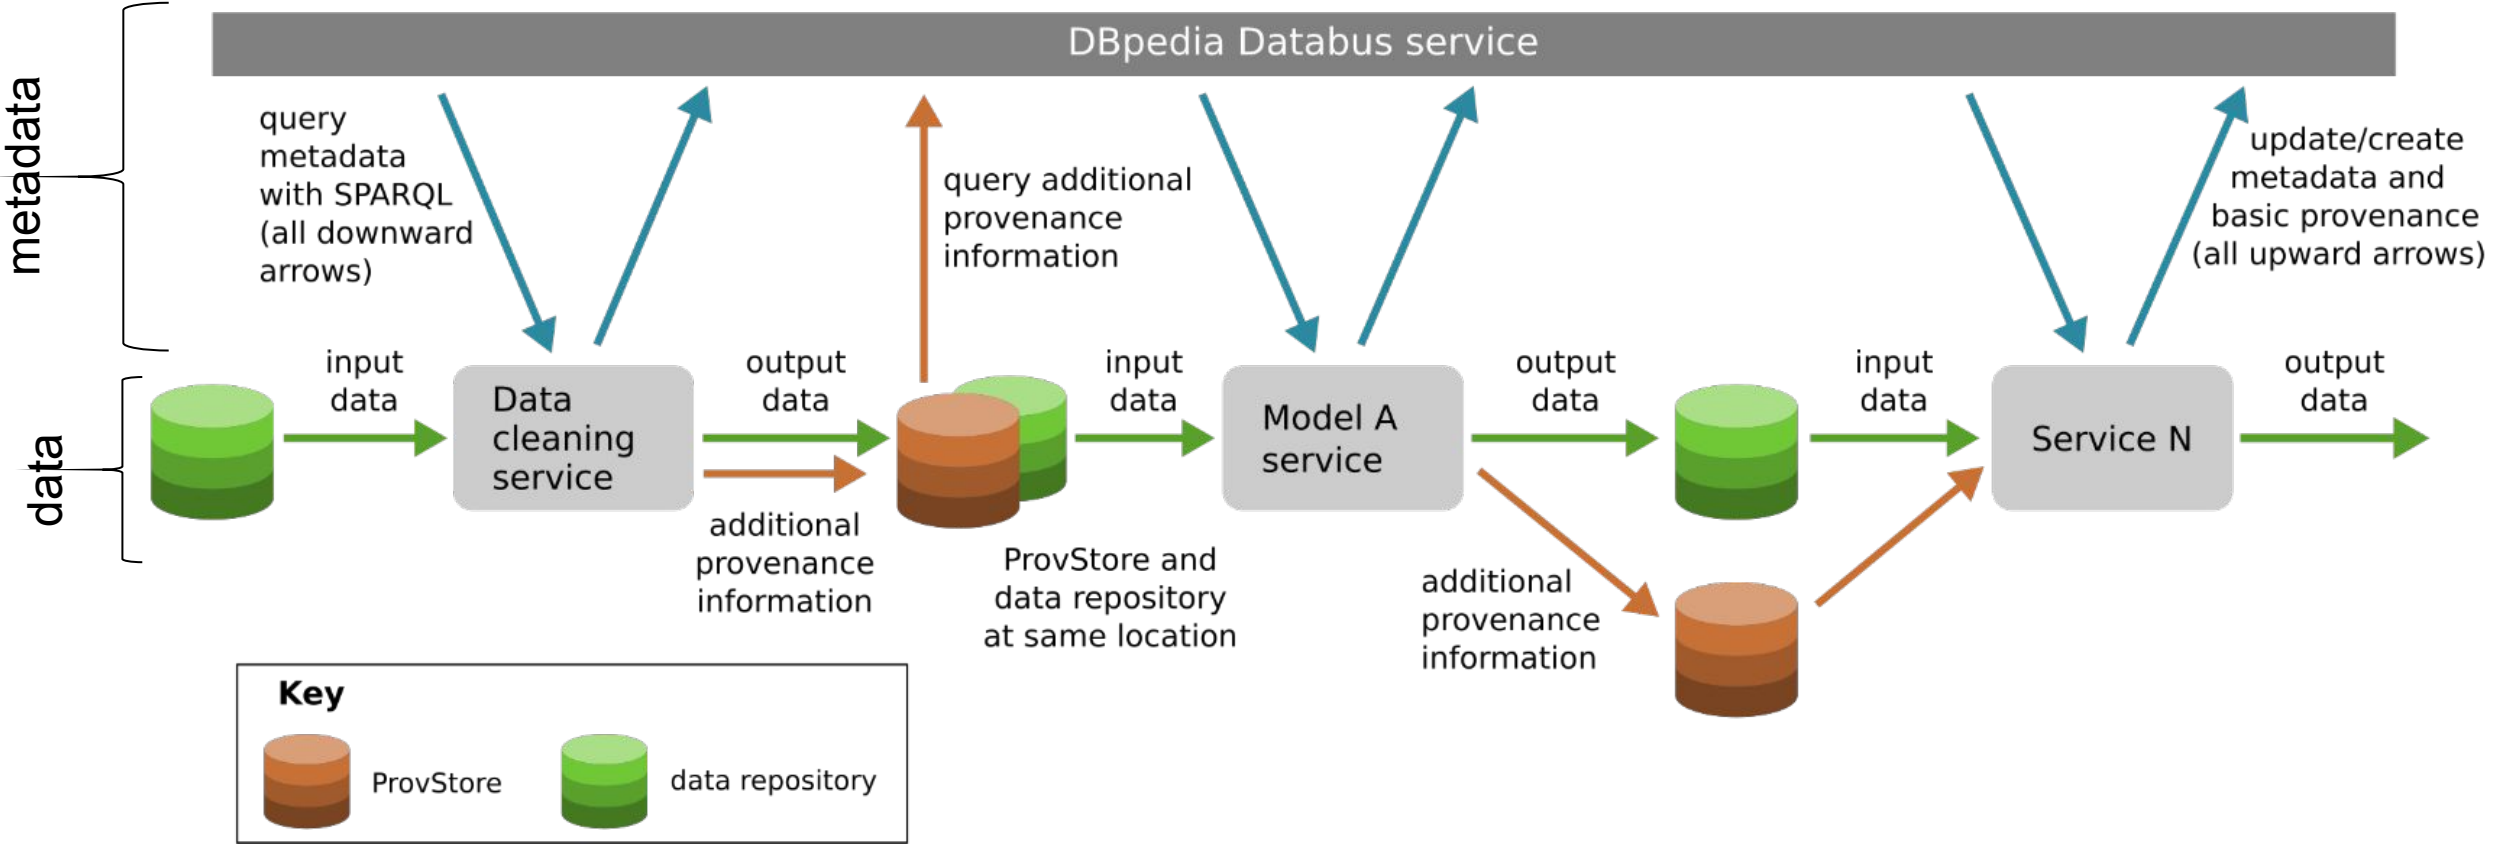 DBpedia Databus service
metadata
query
metadata
with SPARQL
(all downward
arrows)
query additional
provenance
information
update/create
metadata and
basic provenance
(all upward arrows)
data
input
data
Data
cleaning
service
output
data
additional
provenance
information
input
data
ProvStore and
data repository
at same location
Model A
service
output
data
additional
provenance
information
input
data
Service N
output
data
Key
ProvStore
data repository